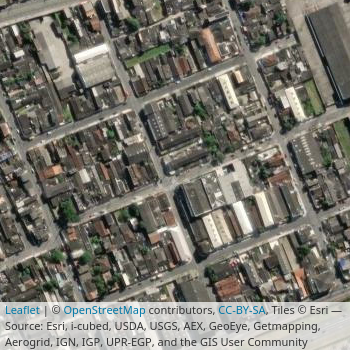 Leaflet | © OpenStreetMap contributors, CC-BY-SA, Tiles © Esri —
Source: Esri, i-cubed, USDA, USGS, AEX, GeoEye, Getmapping,
Aerogrid, IGN, IGP, UPR-EGP, and the GIS User Community